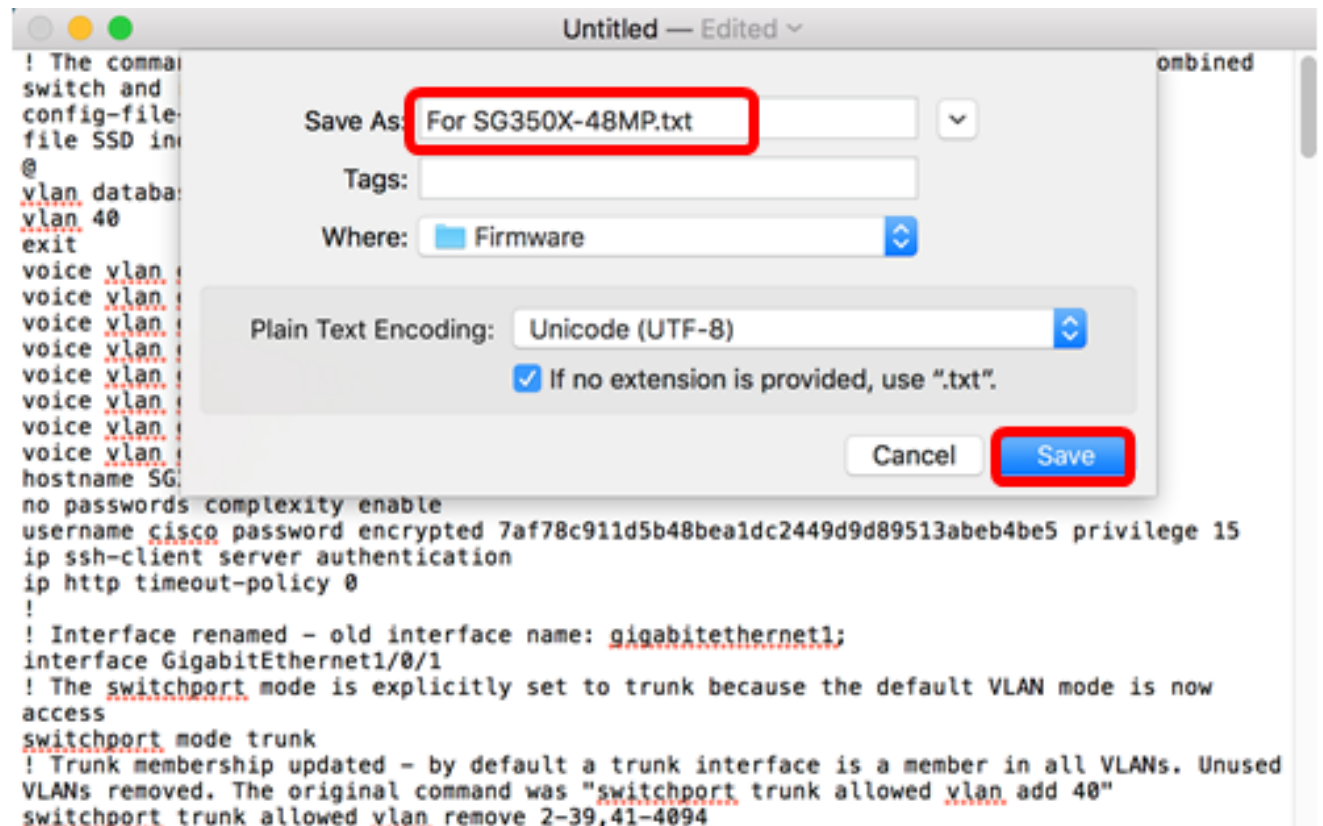 Untitled — Edited
! The comma
ombined
switch and
config-file-
file SSD in
@
vlan databa
vlan 40
exit
voice vlan
voice vlan
voice vlan
voice vlan
voice vlan
voice vlan
voice vlan
voice vlan
hostname SG
Save As: For SG350X-48MP.txt
Tags:
Where: Firmware
Plain Text Encoding: Unicode (UTF-8)
If no extension is provided, use “.txt”.
Cancel Save
no passwords complexity enable
username cisco password encrypted 7af78c911d5b48bea1dc2449d9d89513abeb4be5 privilege 15
ip ssh-client server authentication
ip http timeout-policy 0
!
! Interface renamed - old interface name: gigabitethernet1;
interface GigabitEthernet1/0/1
! The switchport mode is explicitly set to trunk because the default VLAN mode is now
access
switchport mode trunk
! Trunk membership updated - by default a trunk interface is a member in all VLANs. Unused
VLANs removed. The original command was "switchport trunk allowed vlan add 40"
switchport trunk allowed vlan remove 2-39,41-4094